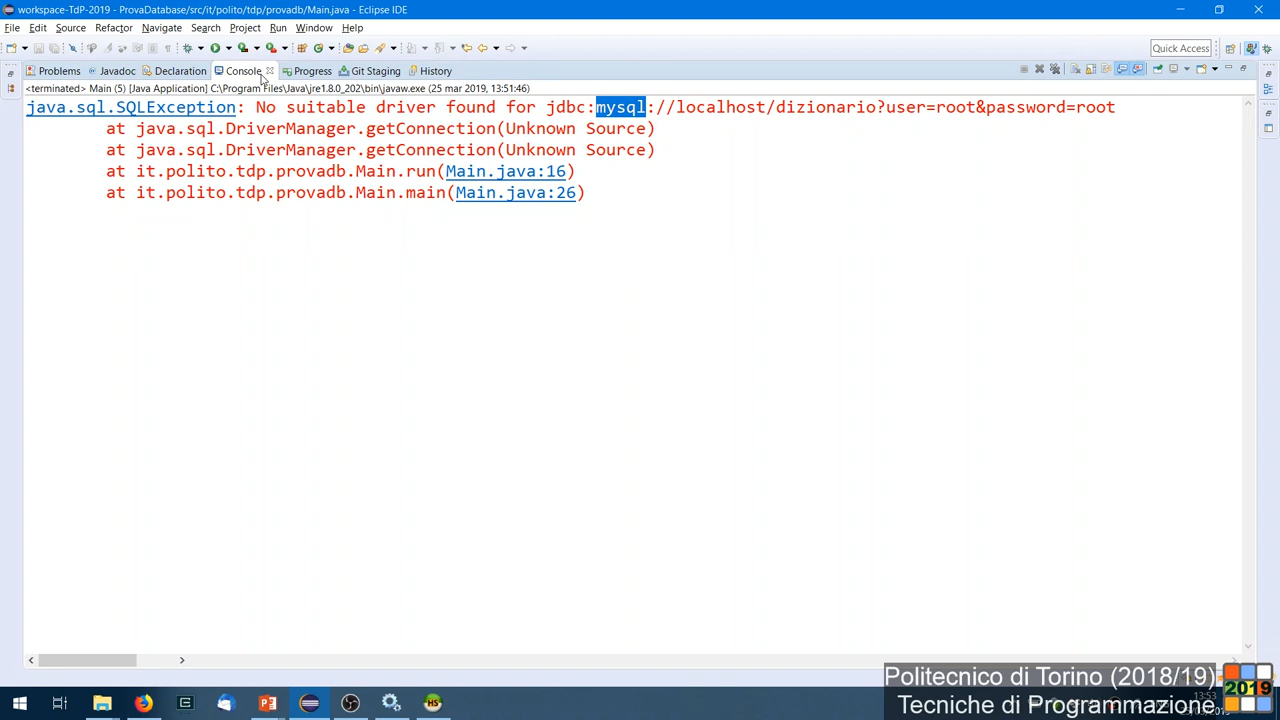 workspace-TdP-2019 - ProvaDatabase/src/it/polito/tdp/provadb/Main.java - Eclipse IDE
File Edit Source Refactor Navigate Search Project Run Window Help
Quick Access
Problems Javadoc Declaration Console Progress Git Staging History
<terminated> Main (5) [Java Application] C:\Program Files\Java\jre1.8.0_202\bin\javaw.exe (25 mar 2019, 13:51:46)
java.sql.SQLException: No suitable driver found for jdbc:mysql://localhost/dizionario?user=root&password=root
at java.sql.DriverManager.getConnection(Unknown Source)
at java.sql.DriverManager.getConnection(Unknown Source)
at it.polito.tdp.provadb.Main.run(Main.java:16)
at it.polito.tdp.provadb.Main.main(Main.java:26)
Politecnico di Torino (2018/19)
Tecniche di Programmazione
2019
13:53
HS